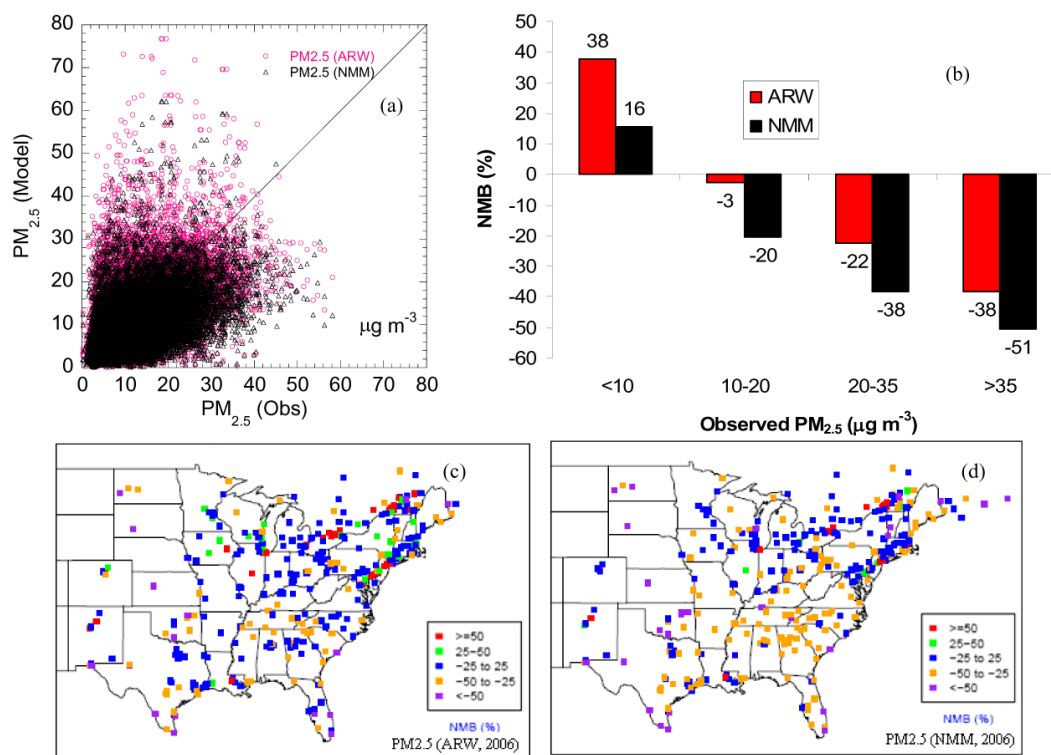 80
70
60
50
40
30
20
10
0
PM2.5 (Model)
PM2.5 (ARW)
PM2.5 (NMM)
(a)
μg m-3
0 10 20 30 40 50 60 70 80
PM2.5 (Obs)
50
40
30
20
10
0
-10
-20
-30
-40
-50
-60
NMB (%)
(b)
ARW
NMM
38
16
-3
-20
-22
-38
-38
-51
<10 10-20 20-35 >35
Observed PM2.5 (μg m-3)
(c)
>=50
25-50
-25 to 25
-50 to -25
<-50
NMB (%)
PM2.5 (ARW, 2006)
(d)
>=50
25-50
-25 to 25
-50 to -25
<-50
NMB (%)
PM2.5 (NMM, 2006)